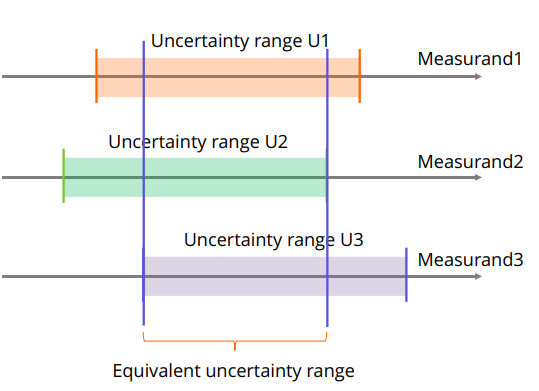 Uncertainty range U1
Measurand1
Uncertainty range U2
Measurand2
Uncertainty range U3
Measurand3
Equivalent uncertainty range